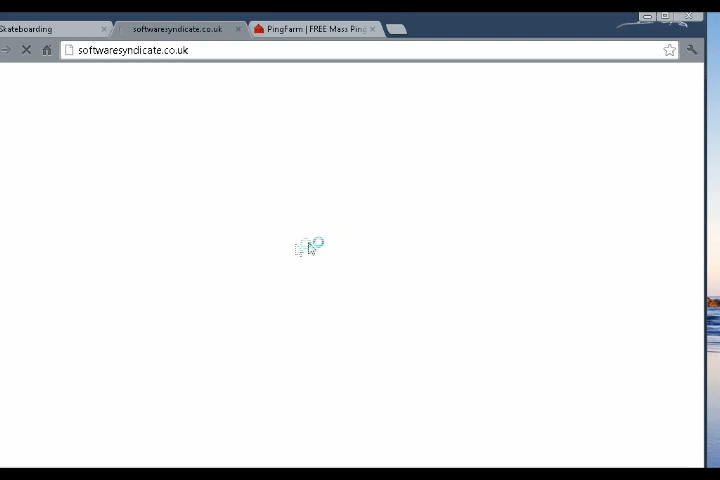 Skateboarding
softwaresyndicate.co.uk
PingFarm | FREE Mass Ping
softwaresyndicate.co.uk